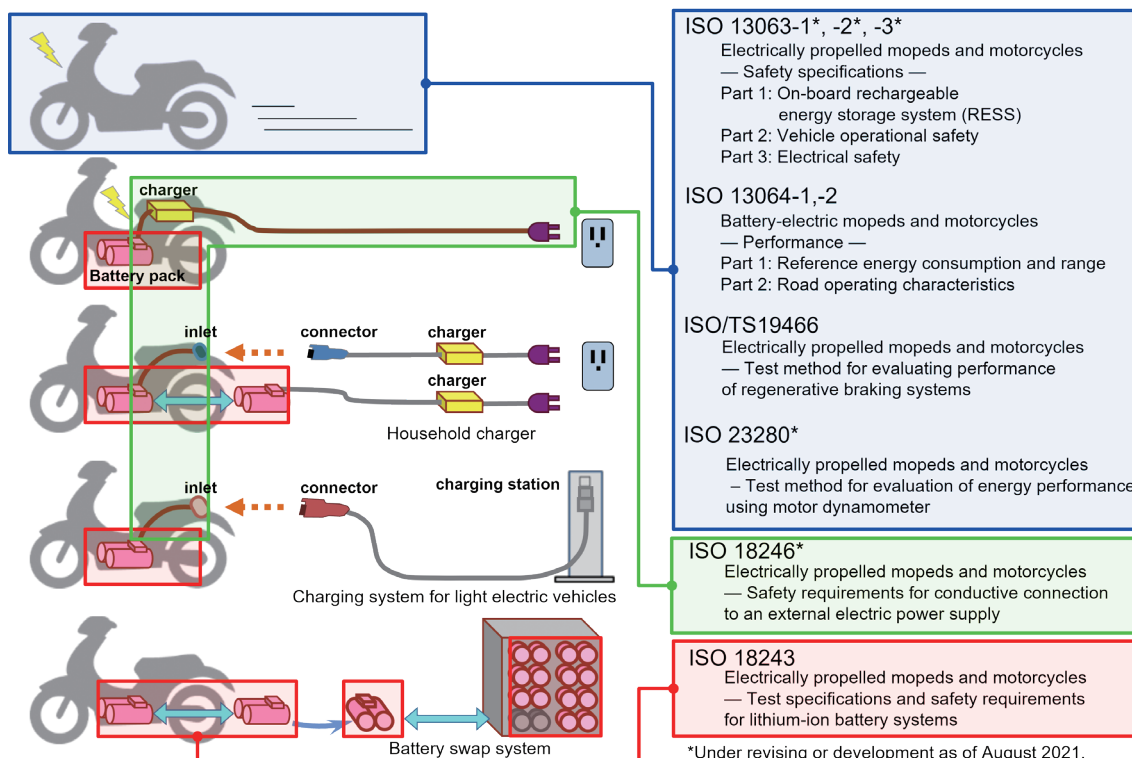 charger
Battery pack
inlet
connector
charger
charger
Household charger
inlet
connector
charging station
Charging system for light electric vehicles
Battery swap system
ISO 13063-1*, -2*, -3*
Electrically propelled mopeds and motorcycles
— Safety specifications —
Part 1: On-board rechargeable
energy storage system (RESS)
Part 2: Vehicle operational safety
Part 3: Electrical safety
ISO 13064-1,-2
Battery-electric mopeds and motorcycles
— Performance —
Part 1: Reference energy consumption and range
Part 2: Road operating characteristics
ISO/TS19466
Electrically propelled mopeds and motorcycles
— Test method for evaluating performance
of regenerative braking systems
ISO 23280*
Electrically propelled mopeds and motorcycles
– Test method for evaluation of energy performance
using motor dynamometer
ISO 18246*
Electrically propelled mopeds and motorcycles
— Safety requirements for conductive connection
to an external electric power supply
ISO 18243
Electrically propelled mopeds and motorcycles
— Test specifications and safety requirements
for lithium-ion battery systems
*Under revising or development as of August 2021.